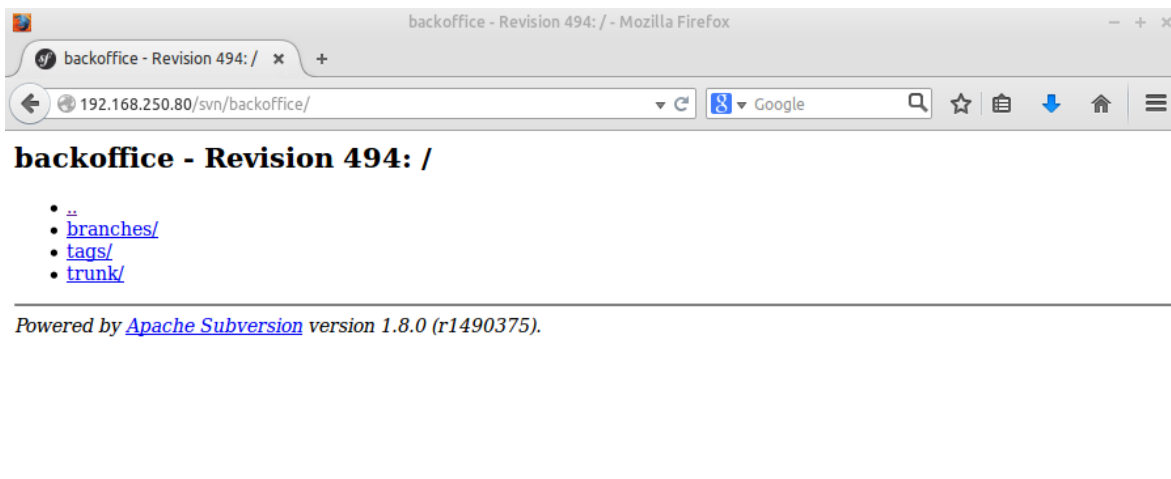 backoffice - Revision 494: / - Mozilla Firefox
backoffice - Revision 494: /
192.168.250.80/svn/backoffice/
8 Google
backoffice - Revision 494: /
..
branches/
tags/
trunk/
Powered by Apache Subversion version 1.8.0 (r1490375).